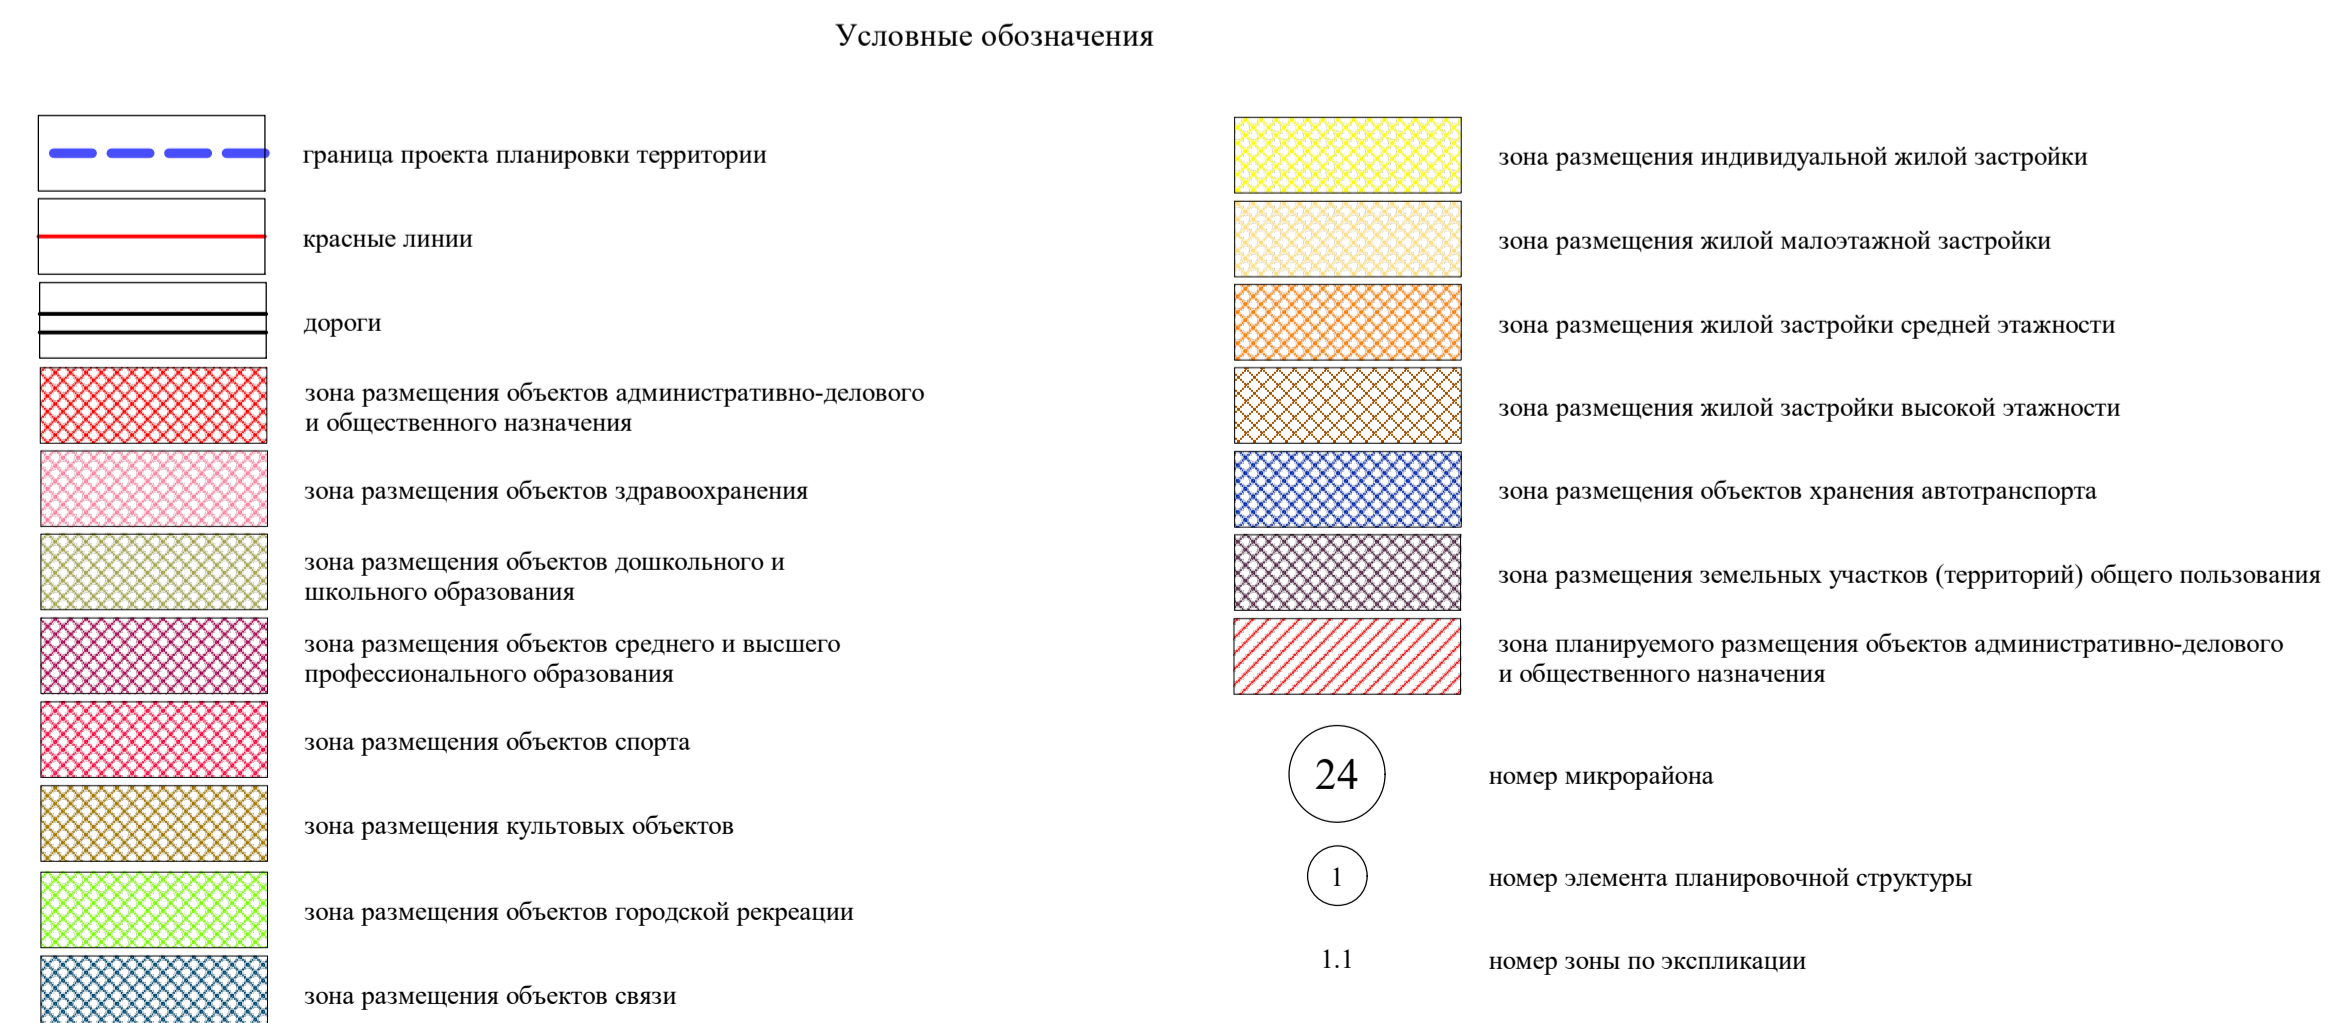 Условные обозначения
граница проекта планировки территории
красные линии
дороги
зона размещения объектов административно-делового
и общественного назначения
зона размещения объектов здравоохранения
зона размещения объектов дошкольного и
школьного образования
зона размещения объектов среднего и высшего
профессионального образования
зона размещения объектов спорта
зона размещения культовых объектов
зона размещения объектов городской рекреации
зона размещения объектов связи
зона размещения индивидуальной жилой застройки
зона размещения жилой малоэтажной застройки
зона размещения жилой застройки средней этажности
зона размещения жилой застройки высокой этажности
зона размещения объектов хранения автотранспорта
зона размещения земельных участков (территорий) общего пользования
зона планируемого размещения объектов административно-делового
и общественного назначения
24 номер микрорайона
1 номер элемента планировочной структуры
1.1 номер зоны по экспликации